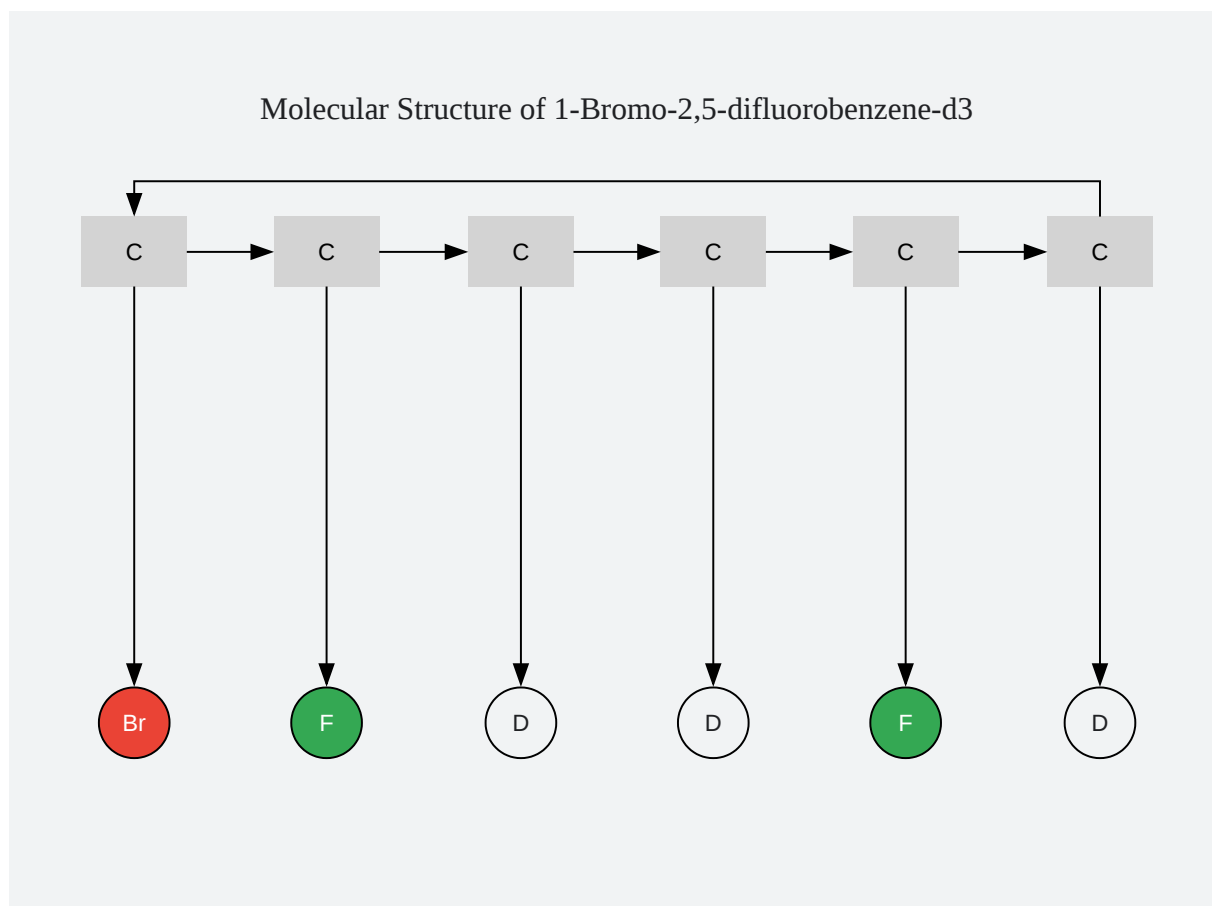 Molecular Structure of 1-Bromo-2,5-difluorobenzene-d3
C C C C C C
Br F D D F D